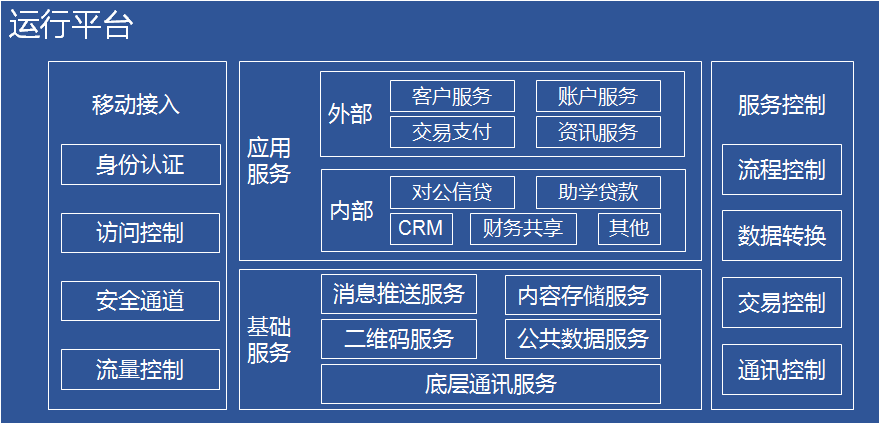 运行平台
移动接入
身份认证
访问控制
安全通道
流量控制
应用
服务
外部
客户服务
账户服务
交易支付
资讯服务
内部
对公信贷
助学贷款
CRM
财务共享
其他
基础
服务
消息推送服务
内容存储服务
二维码服务
公共数据服务
底层通讯服务
服务控制
流程控制
数据转换
交易控制
通讯控制